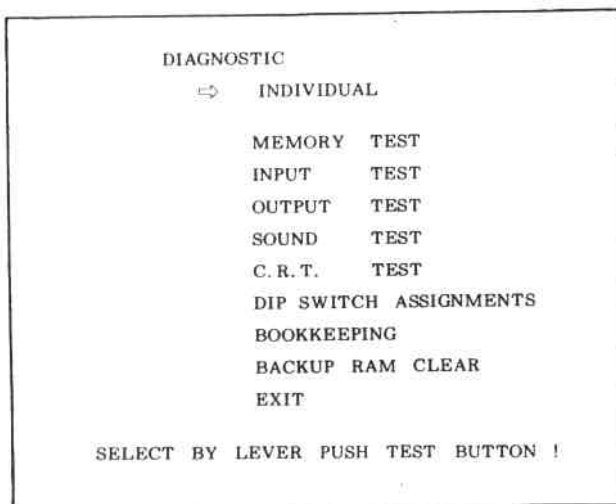 DIAGNOSTIC
⇨ INDIVIDUAL
MEMORY TEST
INPUT TEST
OUTPUT TEST
SOUND TEST
C.R.T. TEST
DIP SWITCH ASSIGNMENTS
BOOKKEEPING
BACKUP RAM CLEAR
EXIT
SELECT BY LEVER PUSH TEST BUTTON !